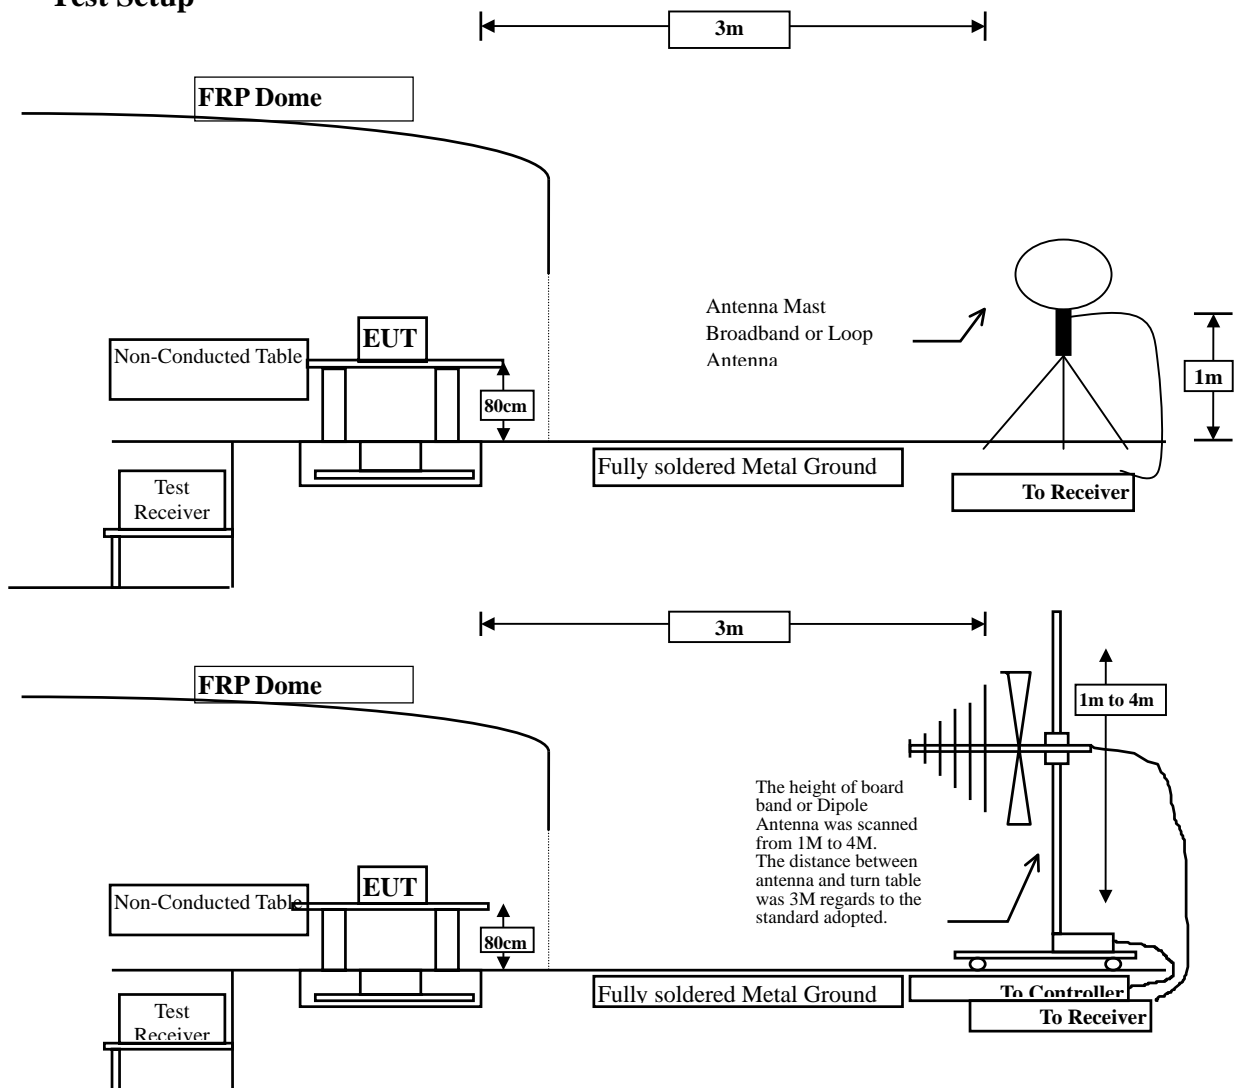 Test Setup
3m
FRP Dome
Antenna Mast
Broadband or Loop
Antenna
EUT
Non-Conducted Table
80cm
1m
Fully soldered Metal Ground
Test
Receiver
To Receiver
3m
FRP Dome
1m to 4m
The height of board
band or Dipole
Antenna was scanned
from 1M to 4M.
The distance between
antenna and turn table
was 3M regards to the
standard adopted.
EUT
Non-Conducted Table
80cm
Fully soldered Metal Ground
To Controller
Test
Receiver
To Receiver